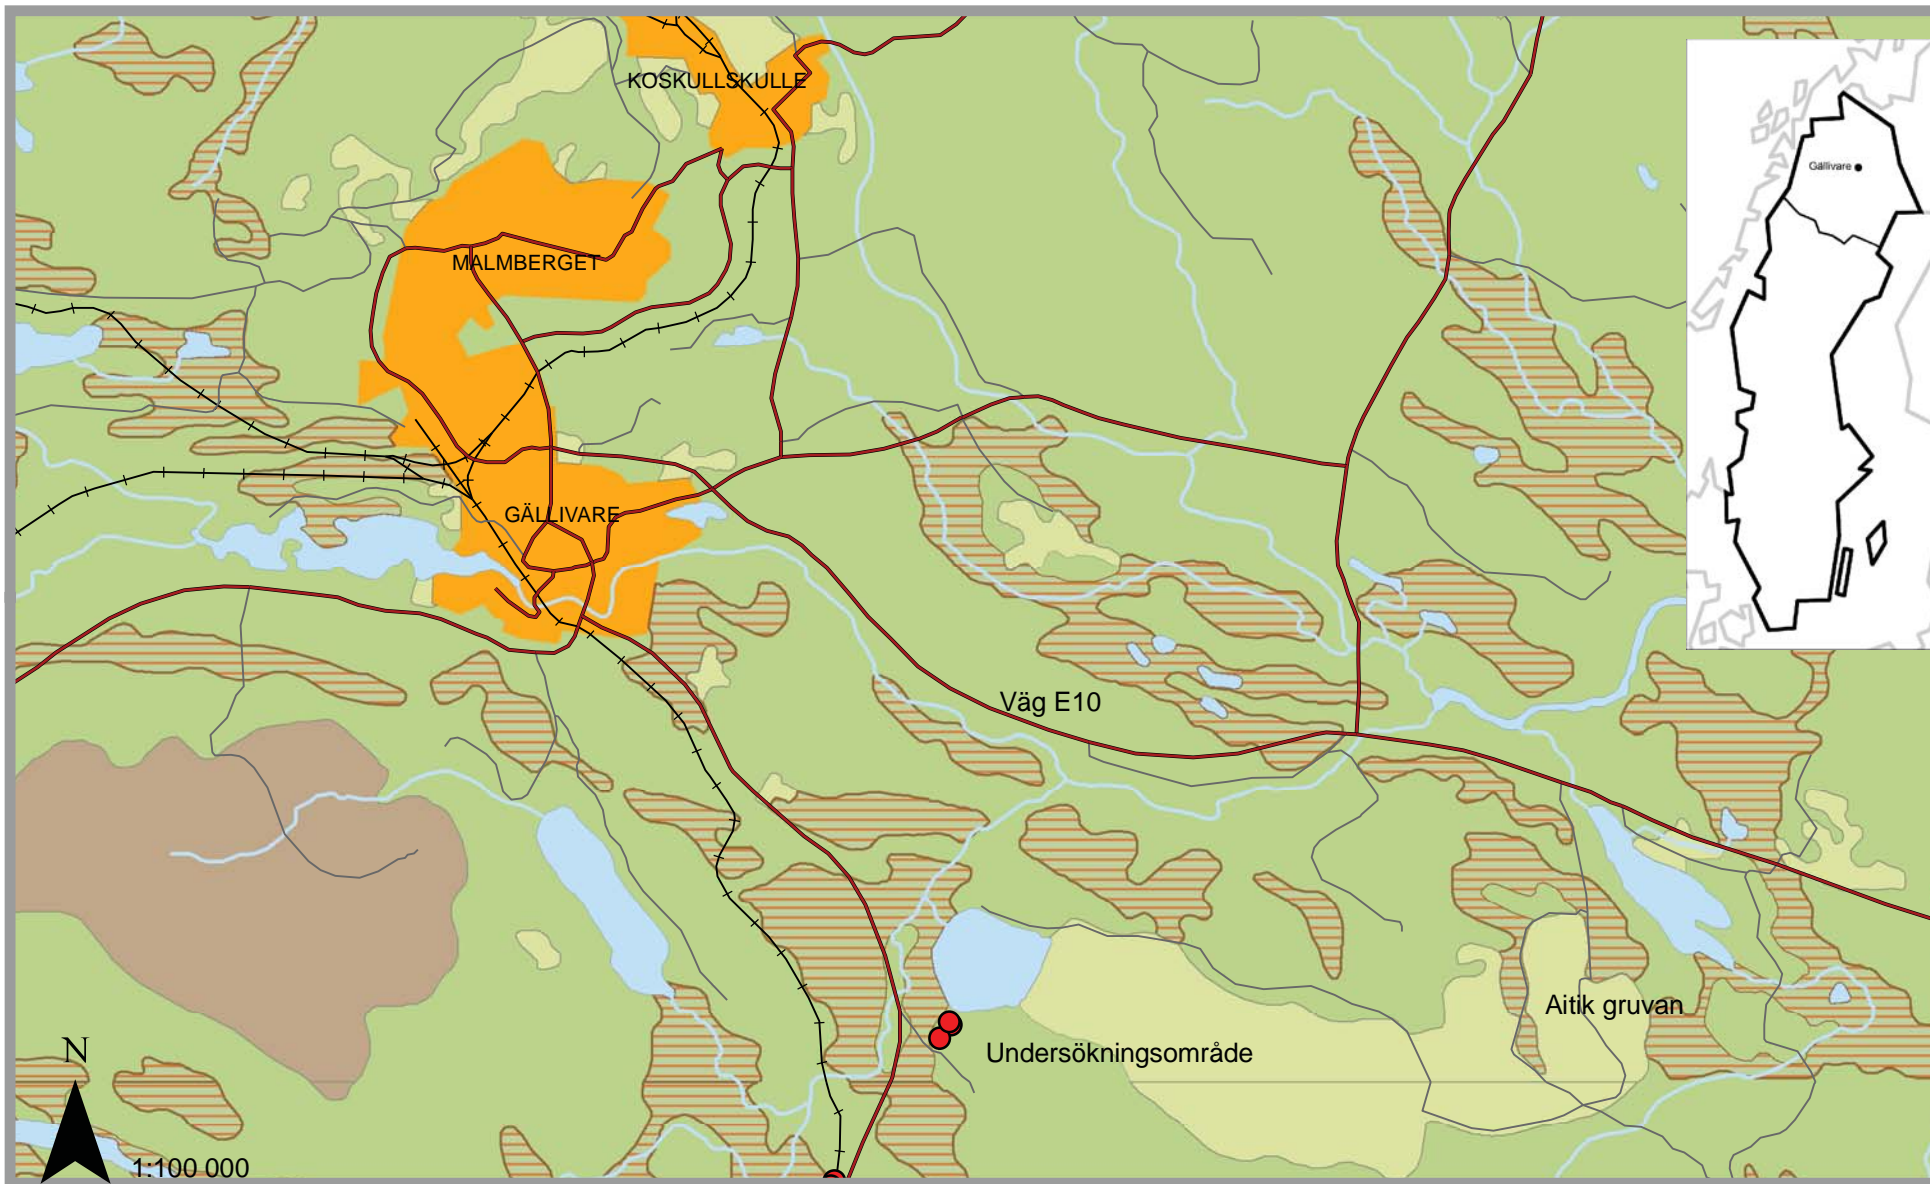 KOSKULLSKULLE
Gällivare
MALMBERGET
GÄLLIVARE
Väg E10
Aitik gruvan
Undersökningsområde
N
1:100 000